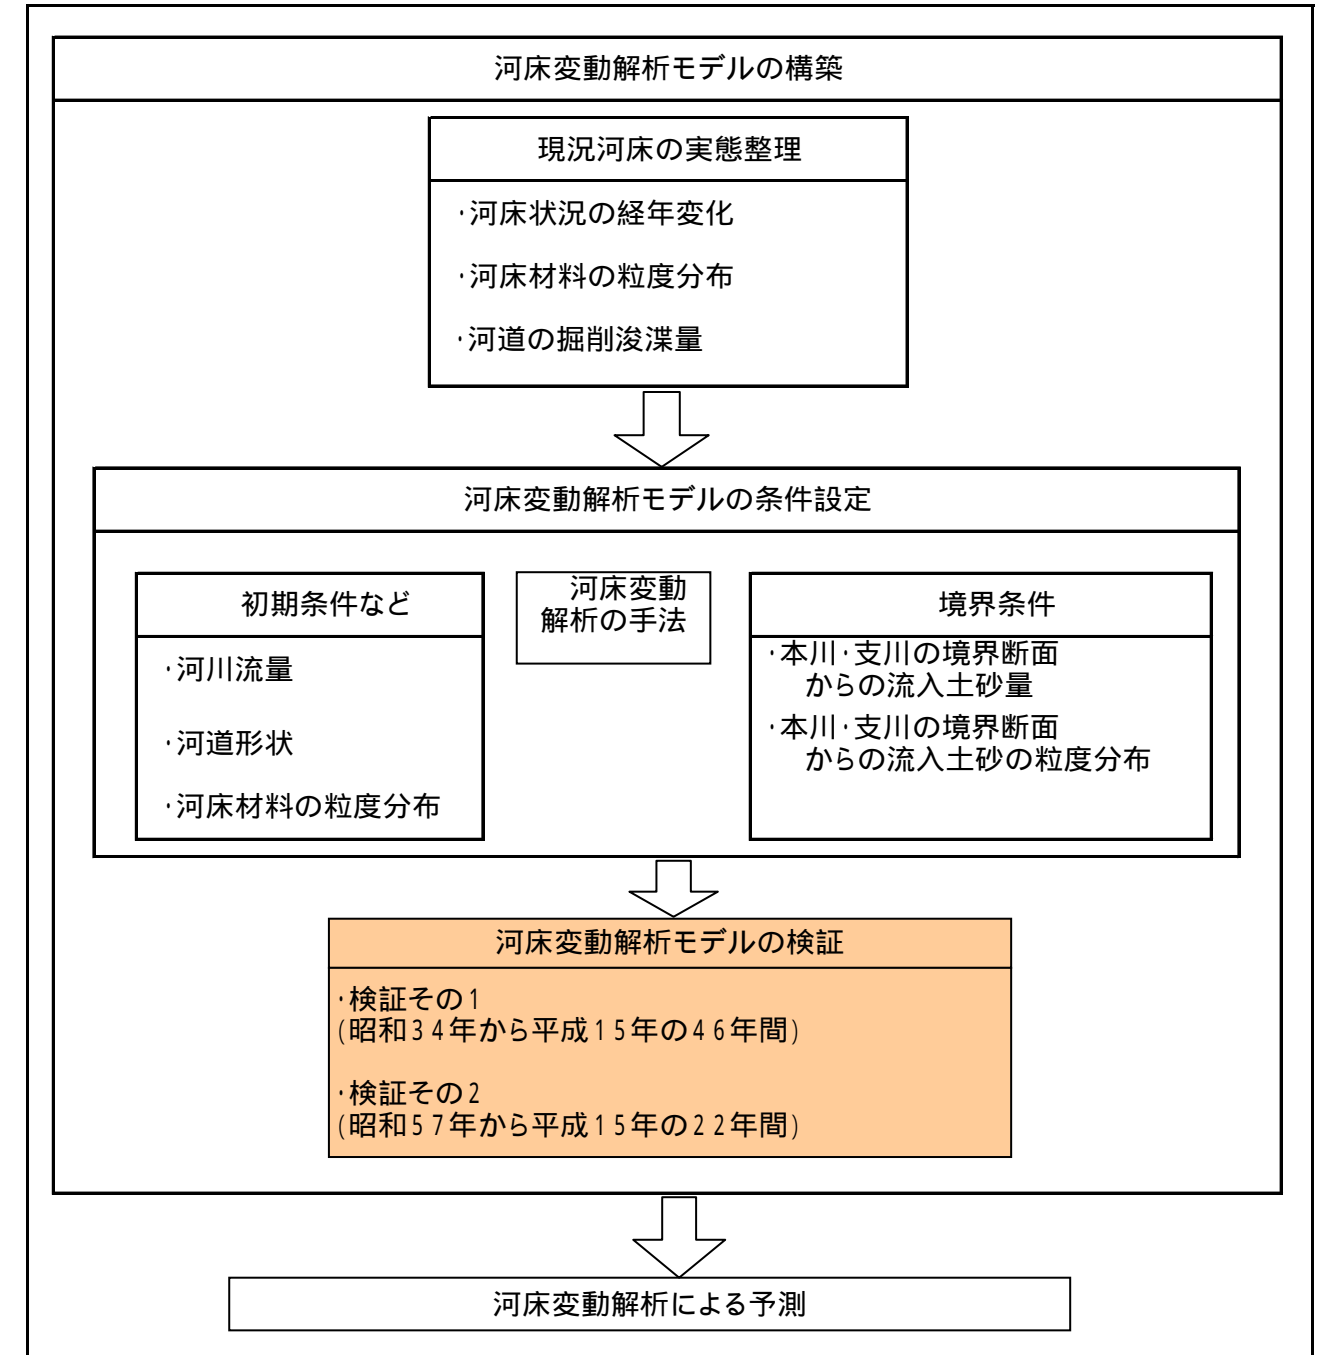 河床変動解析モデルの構築
現況河床の実態整理
・河床状況の経年変化
・河床材料の粒度分布
・河道の掘削浚渫量
河床変動解析モデルの条件設定
初期条件など
・河川流量
・河道形状
・河床材料の粒度分布
河床変動
解析の手法
境界条件
・本川・支川の境界断面
からの流入土砂量
・本川・支川の境界断面
からの流入土砂の粒度分布
河床変動解析モデルの検証
・検証その1
(昭和34年から平成15年の46年間)
・検証その2
(昭和57年から平成15年の22年間)
河床変動解析による予測